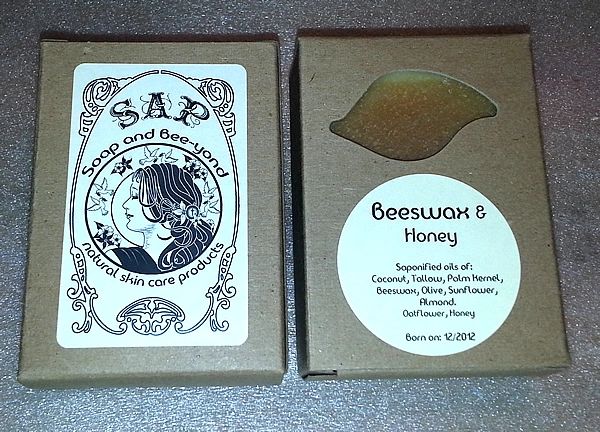 SAP
Soap and Bee-yond
natural skin care products
Beeswax &
Honey
Saponified oils of:
Coconut, Tallow, Palm Kernel,
Beeswax, Olive, Sunflower,
Almond.
Oatflower, Honey
Born on: 12/2012